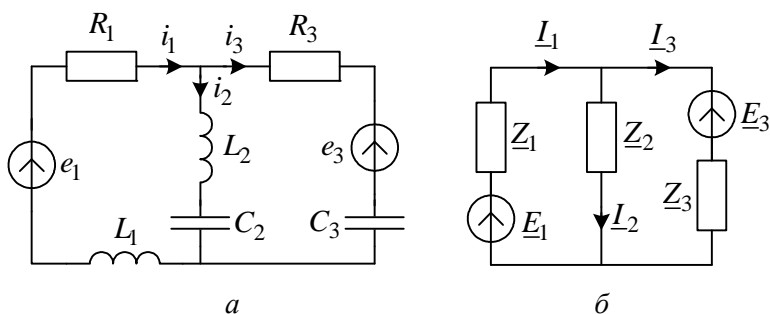 R1 i1 i3 R3
i2
e1 L2 e3
L1 C2 C3
а
I1 I3
Z1 Z2 E3
E1 I2 Z3
б